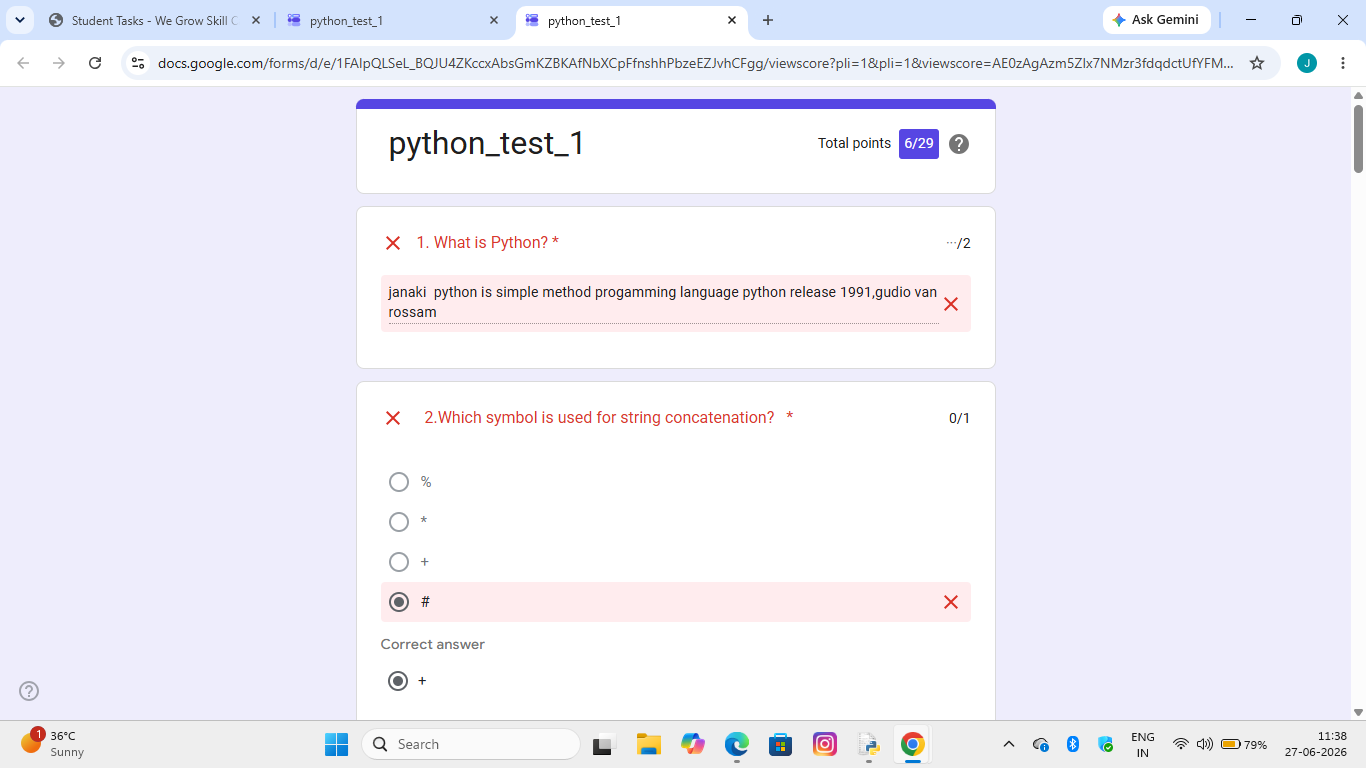 Student Tasks - We Grow Skill C
python_test_1
python_test_1
Ask Gemini
docs.google.com/forms/d/e/1FAIpQLSeL_BQJU4ZKccxAbsGmKZBKAfNbXCpFfnshhPbzeEZJvhCFgg/viewscore?pli=1&pli=1&viewscore=AE0zAgAzm5ZIx7NMzr3fdqdctUfYFM...
J
python_test_1
Total points 6/29
1. What is Python? *
···/2
janaki  python is simple method progamming language python release 1991,gudio van
rossam
2.Which symbol is used for string concatenation? *
0/1
%
*
+
#
Correct answer
+
1
36°C
Sunny
Search
ENG
IN
79%
11:38
27-06-2026